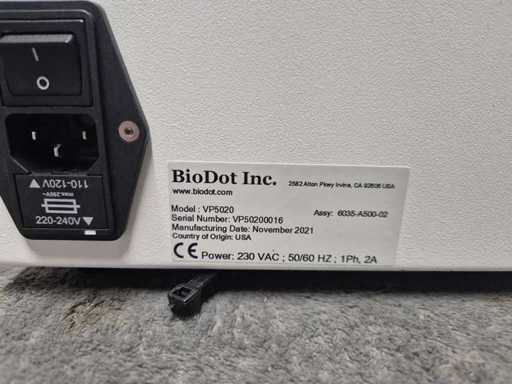 I
O
110-120V
max.250V~
220-240V
BioDot Inc.
2582 Alton Pkwy Irvine, CA 92606 USA
www.biodot.com
Model : VP5020
Assy: 6035-A500-02
Serial Number: VP50200016
Manufacturing Date: November 2021
Country of Origin: USA
CE Power: 230 VAC ; 50/60 HZ ; 1Ph, 2A